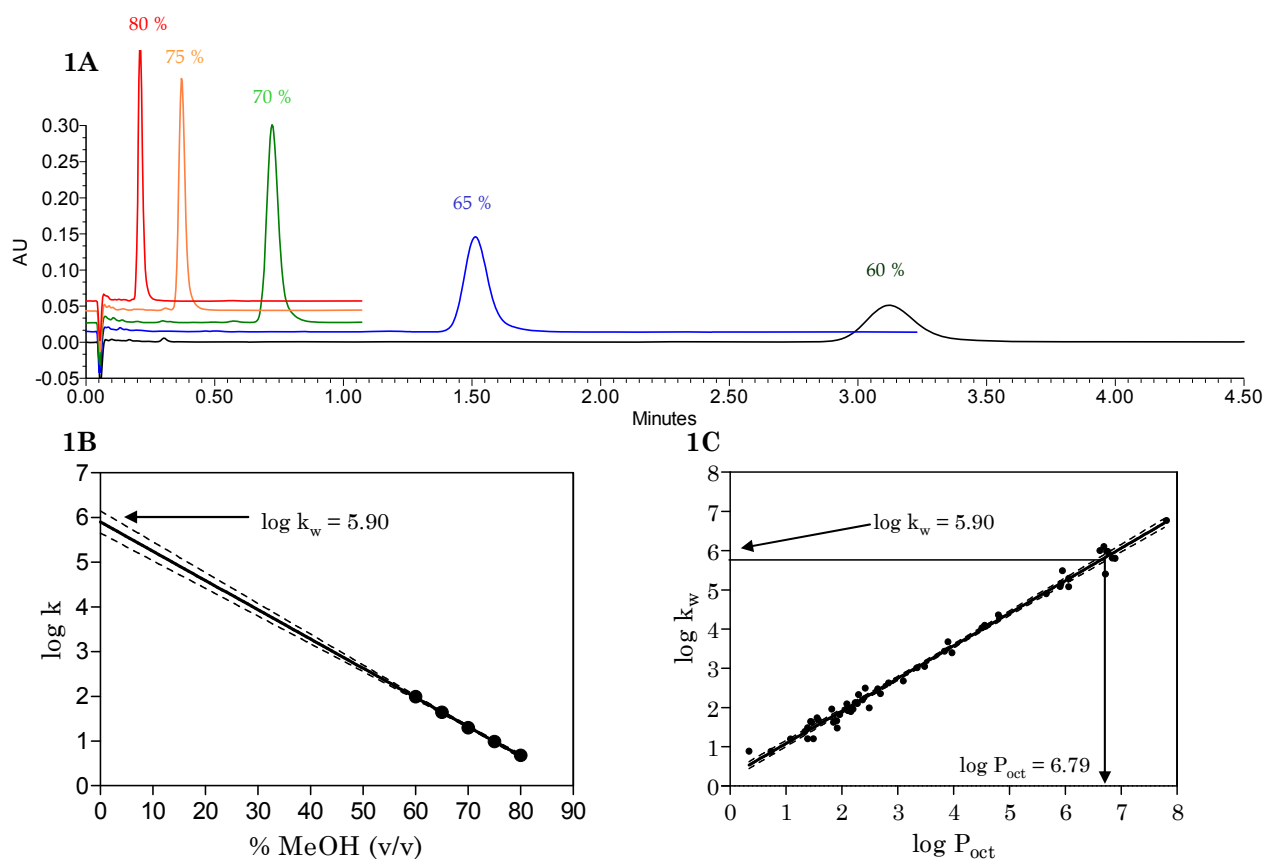 80 %
1A
75 %
70 %
0.30
0.25
0.20
65 %
0.15
AU
0.10
60 %
0.05
0.00
-0.05
0.00 0.50 1.00 1.50 2.00 2.50 3.00 3.50 4.00 4.50
Minutes
1B
7
6
log k_w = 5.90
5
4
log k
3
2
1
0
0 10 20 30 40 50 60 70 80 90
% MeOH (v/v)
1C
8
7
log k_w = 5.90
6
5
log k_w
4
3
2
1
log P_oct = 6.79
0
0 1 2 3 4 5 6 7 8
log P_oct